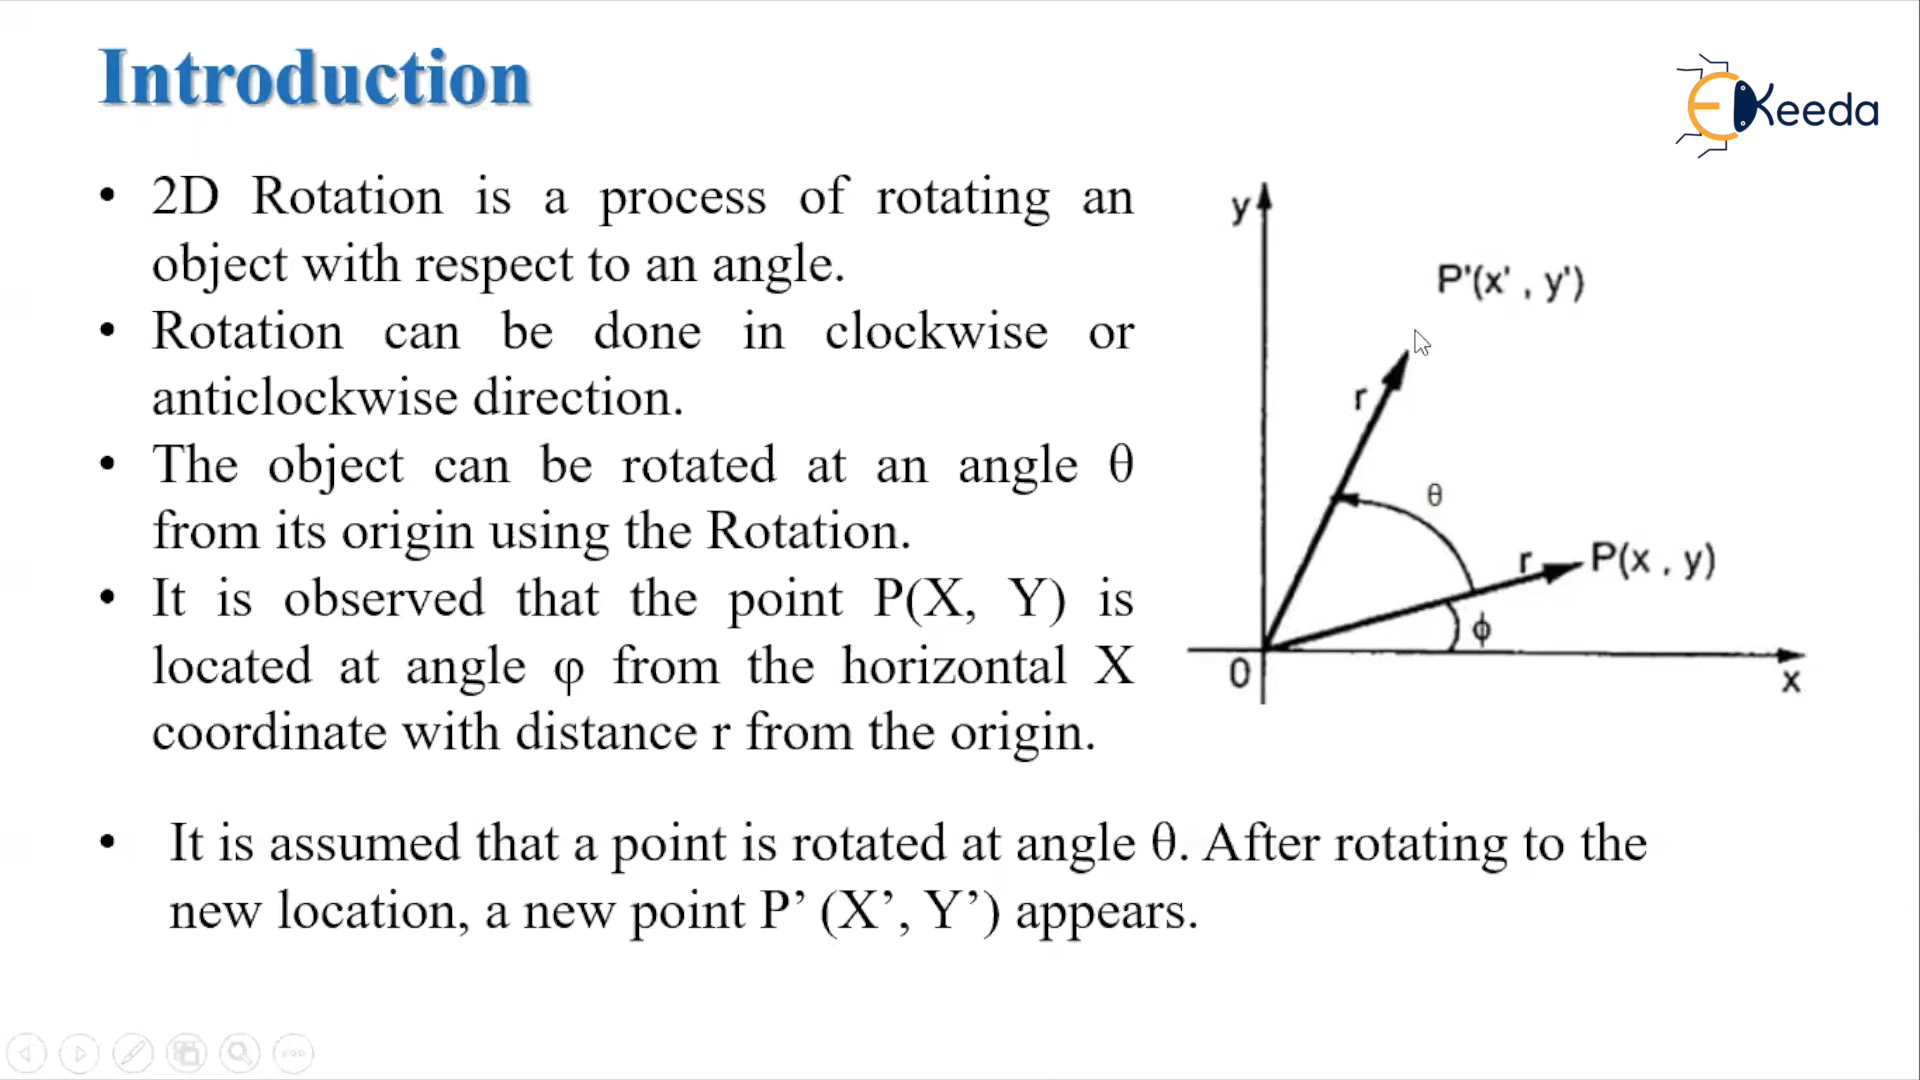 Introduction
EKeeda
• 2D Rotation is a process of rotating an
object with respect to an angle.
• Rotation can be done in clockwise or
anticlockwise direction.
• The object can be rotated at an angle θ
from its origin using the Rotation.
• It is observed that the point P(X, Y) is
located at angle φ from the horizontal X
coordinate with distance r from the origin.
• It is assumed that a point is rotated at angle θ. After rotating to the
new location, a new point P’ (X’, Y’) appears.
y
P'(x' , y')
r
θ
r
P(x , y)
ϕ
0
x